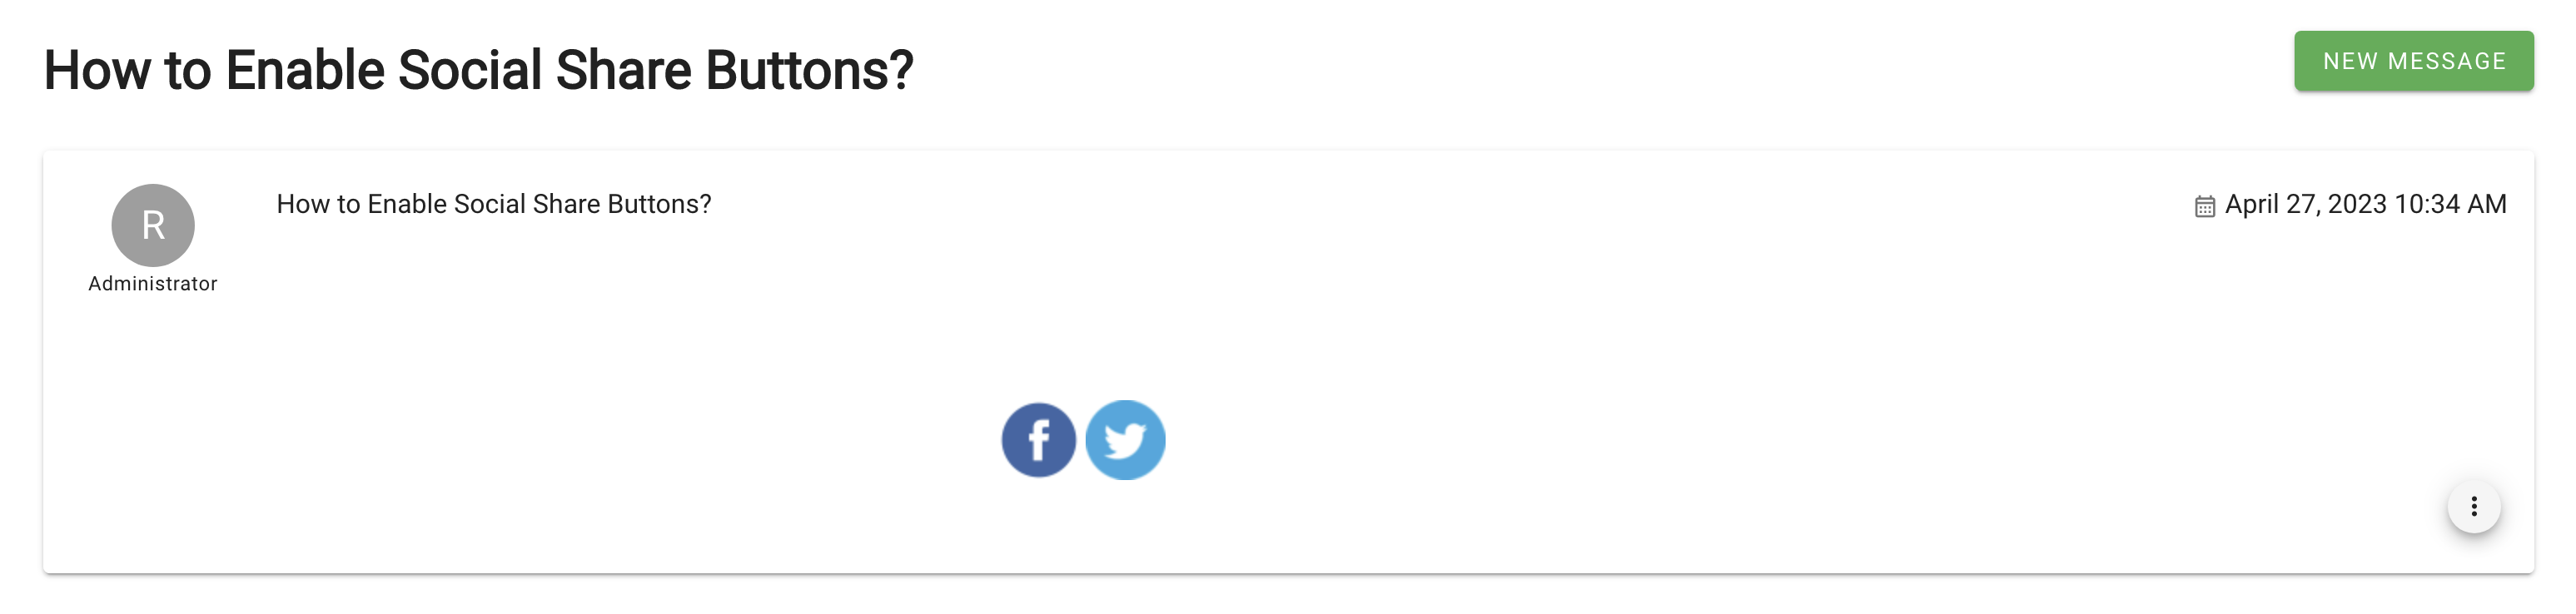 How to Enable Social Share Buttons?
NEW MESSAGE
R
How to Enable Social Share Buttons?
April 27, 2023 10:34 AM
Administrator
f